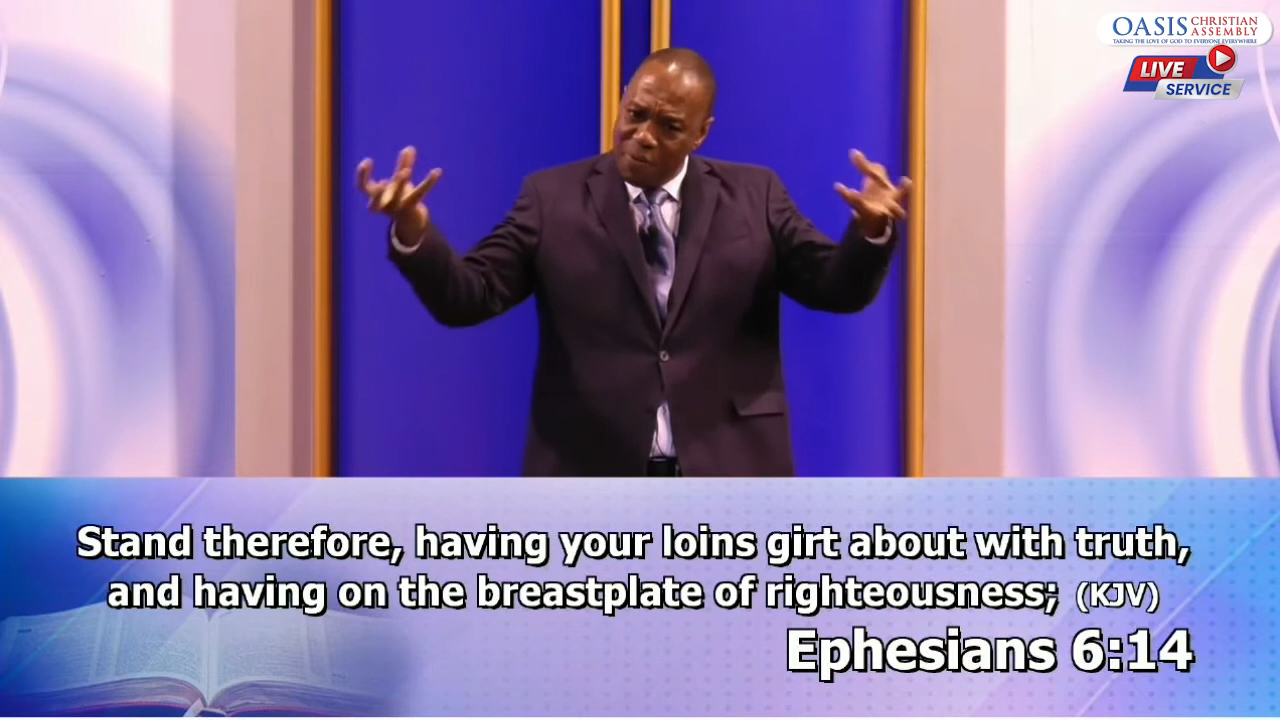 OASIS CHRISTIAN ASSEMBLY
TAKING THE LOVE OF GOD TO EVERYONE EVERYWHERE
LIVE
SERVICE
Stand therefore, having your loins girt about with truth,
and having on the breastplate of righteousness; (KJV)
Ephesians 6:14